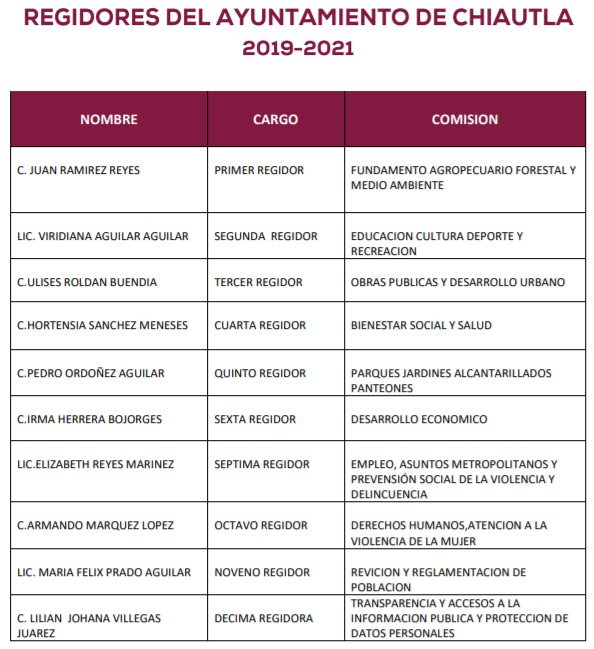 REGIDORES DEL AYUNTAMIENTO DE CHIAUTLA
2019-2021
NOMBRE CARGO COMISION
C. JUAN RAMIREZ REYES PRIMER REGIDOR FUNDAMENTO AGROPECUARIO FORESTAL Y
MEDIO AMBIENTE
LIC. VIRIDIANA AGUILAR AGUILAR SEGUNDA REGIDOR EDUCACION CULTURA DEPORTE Y
RECREACION
C.ULISES ROLDAN BUENDIA TERCER REGIDOR OBRAS PUBLICAS Y DESARROLLO URBANO
C.HORTENSIA SANCHEZ MENESES CUARTA REGIDOR BIENESTAR SOCIAL Y SALUD
C.PEDRO ORDOÑEZ AGUILAR QUINTO REGIDOR PARQUES JARDINES ALCANTARILLADOS
PANTEONES
C.IRMA HERRERA BOJORGES SEXTA REGIDOR DESARROLLO ECONOMICO
LIC.ELIZABETH REYES MARINEZ SEPTIMA REGIDOR EMPLEO, ASUNTOS METROPOLITANOS Y
PREVENSIÓN SOCIAL DE LA VIOLENCIA Y
DELINCUENCIA
C.ARMANDO MARQUEZ LOPEZ OCTAVO REGIDOR DERECHOS HUMANOS,ATENCION A LA
VIOLENCIA DE LA MUJER
LIC. MARIA FELIX PRADO AGUILAR NOVENO REGIDOR REVICION Y REGLAMENTACION DE
POBLACION
C. LILIAN JOHANA VILLEGAS
JUAREZ DECIMA REGIDORA TRANSPARENCIA Y ACCESOS A LA
INFORMACION PUBLICA Y PROTECCION DE
DATOS PERSONALES